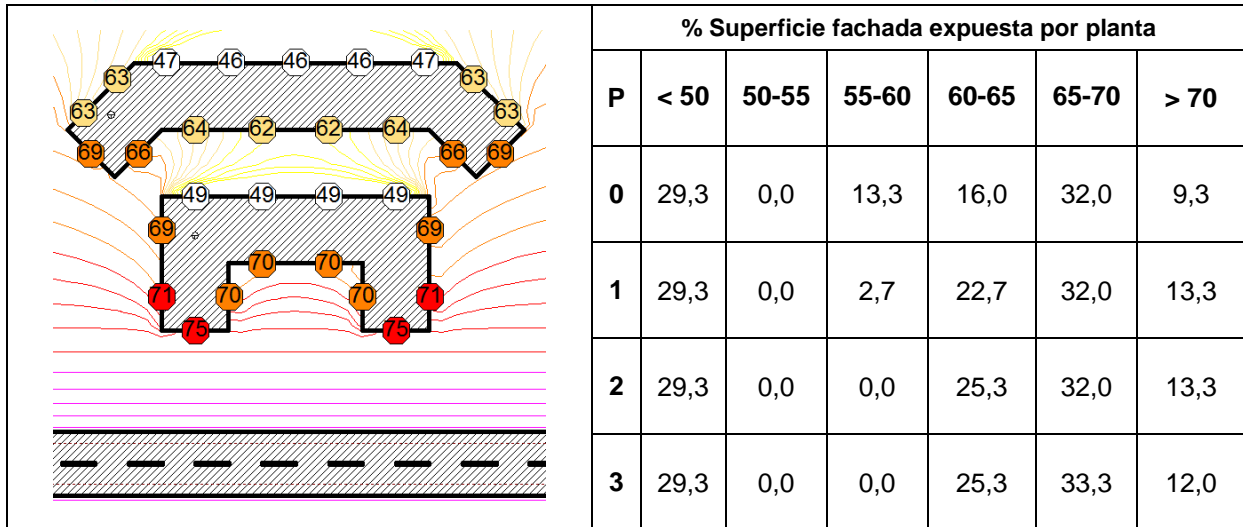 47 46 46 46 47
63 63
63 63
64 62 62 64
69 66 66 69
49 49 49 49
69 69
70 70
71 70 70 71
75 75
% Superficie fachada expuesta por planta
P < 50 50-55 55-60 60-65 65-70 > 70
0 29,3 0,0 13,3 16,0 32,0 9,3
1 29,3 0,0 2,7 22,7 32,0 13,3
2 29,3 0,0 0,0 25,3 32,0 13,3
3 29,3 0,0 0,0 25,3 33,3 12,0